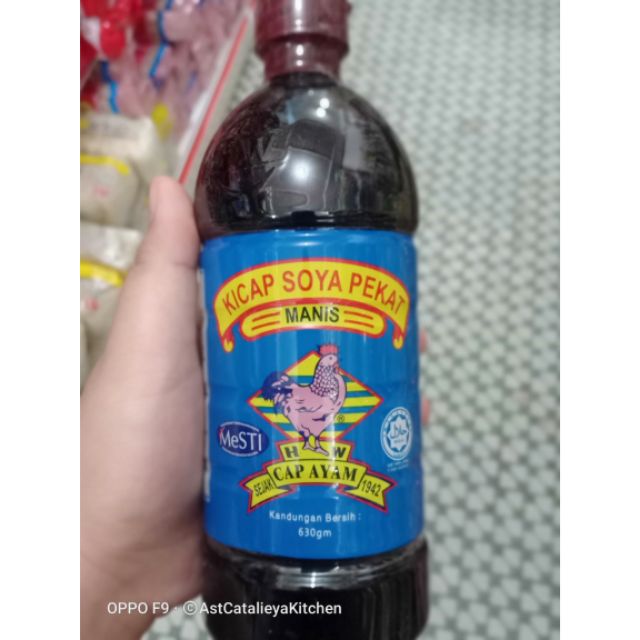 KICAP SOYA PEKAT
MANIS
®
MeSTI
H W
SEJAK CAP AYAM 1942
Kandungan Bersih :
630gm
OPPO F9 · ©AstCatalieyaKitchen